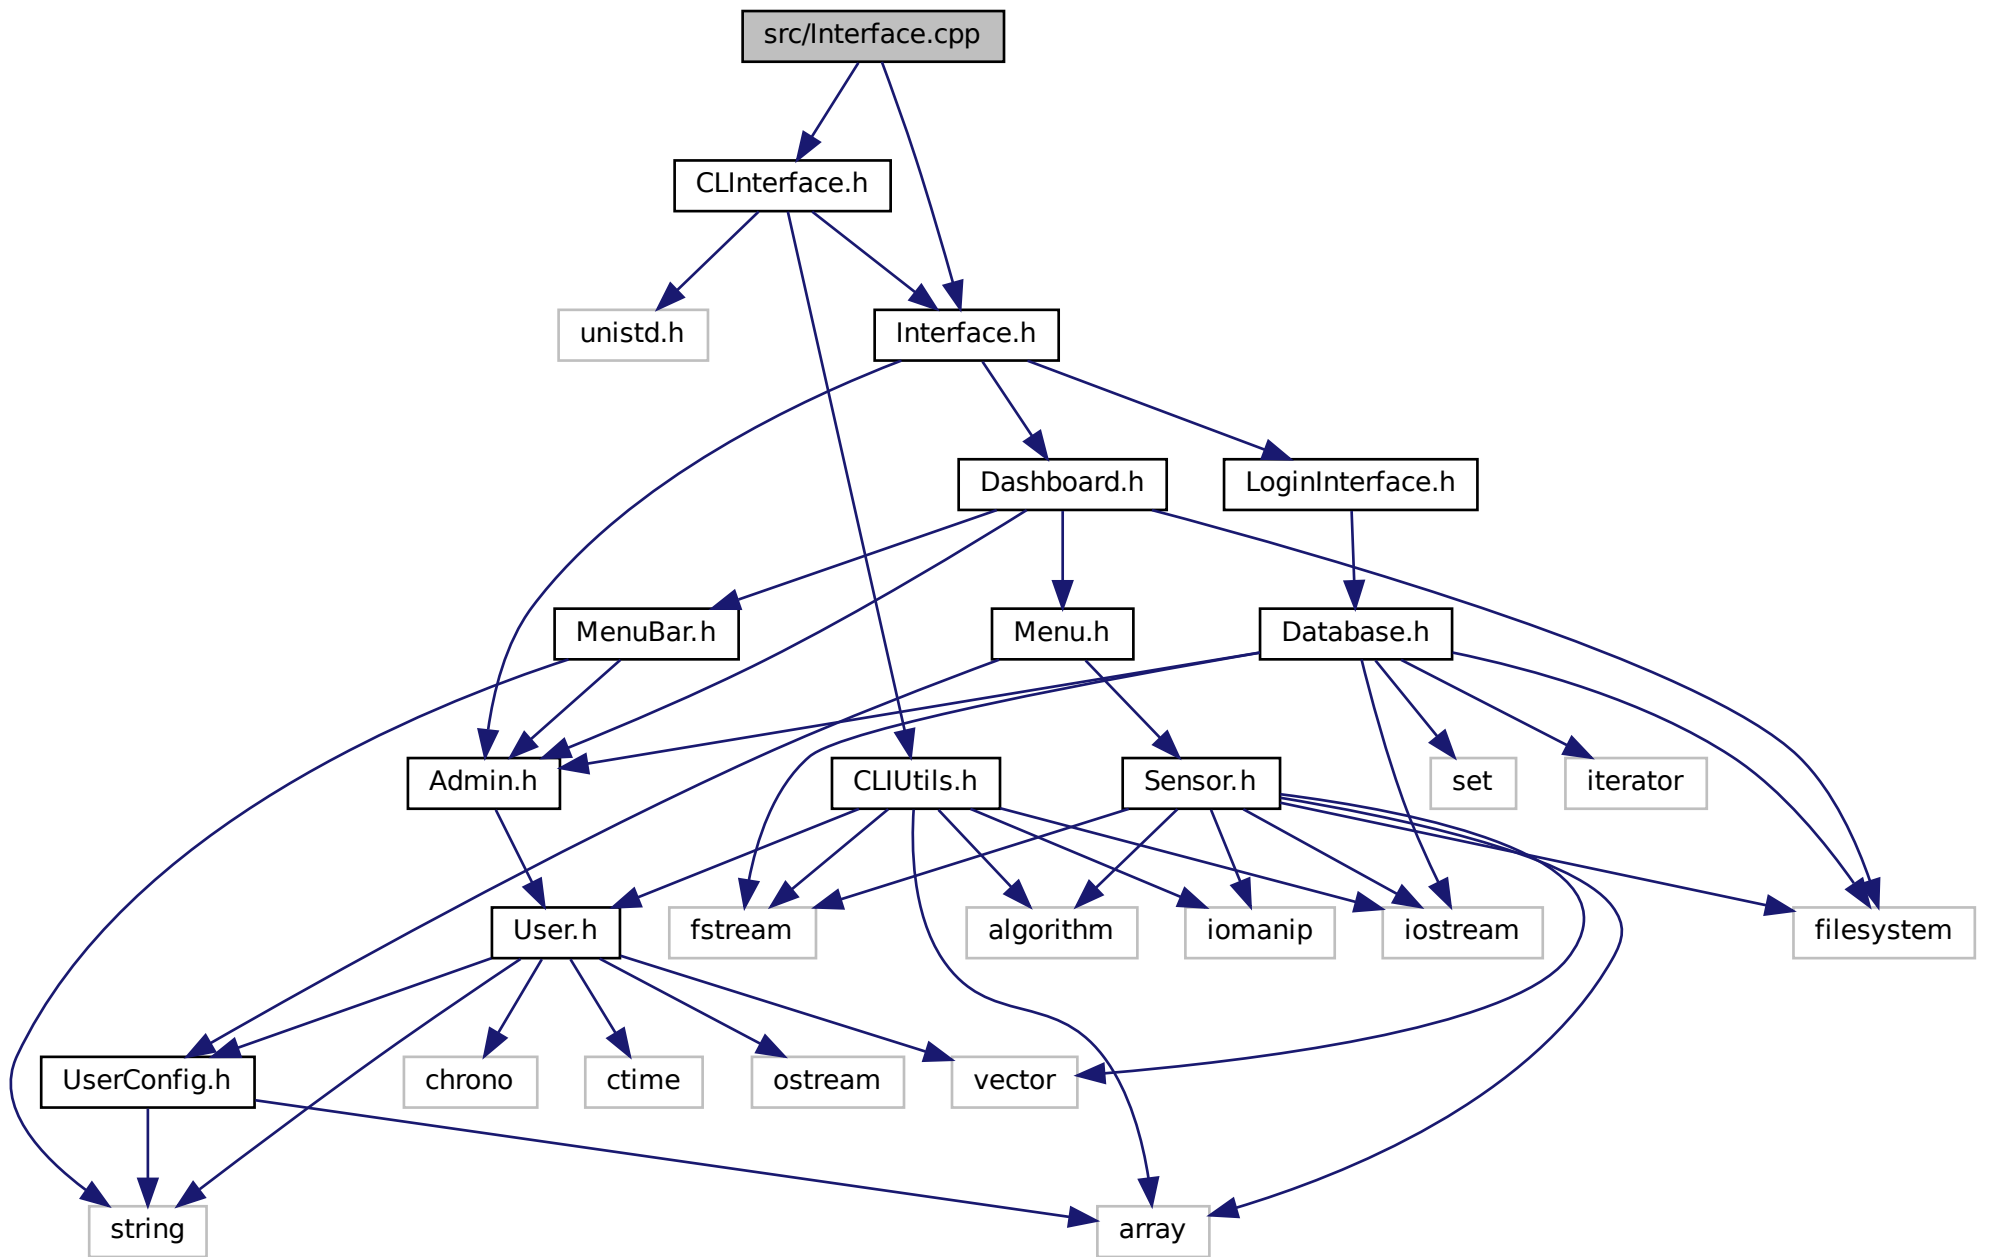 src/Interface.cpp
CLInterface.h
unistd.h
Interface.h
Dashboard.h
LoginInterface.h
MenuBar.h
Menu.h
Database.h
Admin.h
CLIUtils.h
Sensor.h
set
iterator
User.h
fstream
algorithm
iomanip
iostream
filesystem
UserConfig.h
chrono
ctime
ostream
vector
string
array